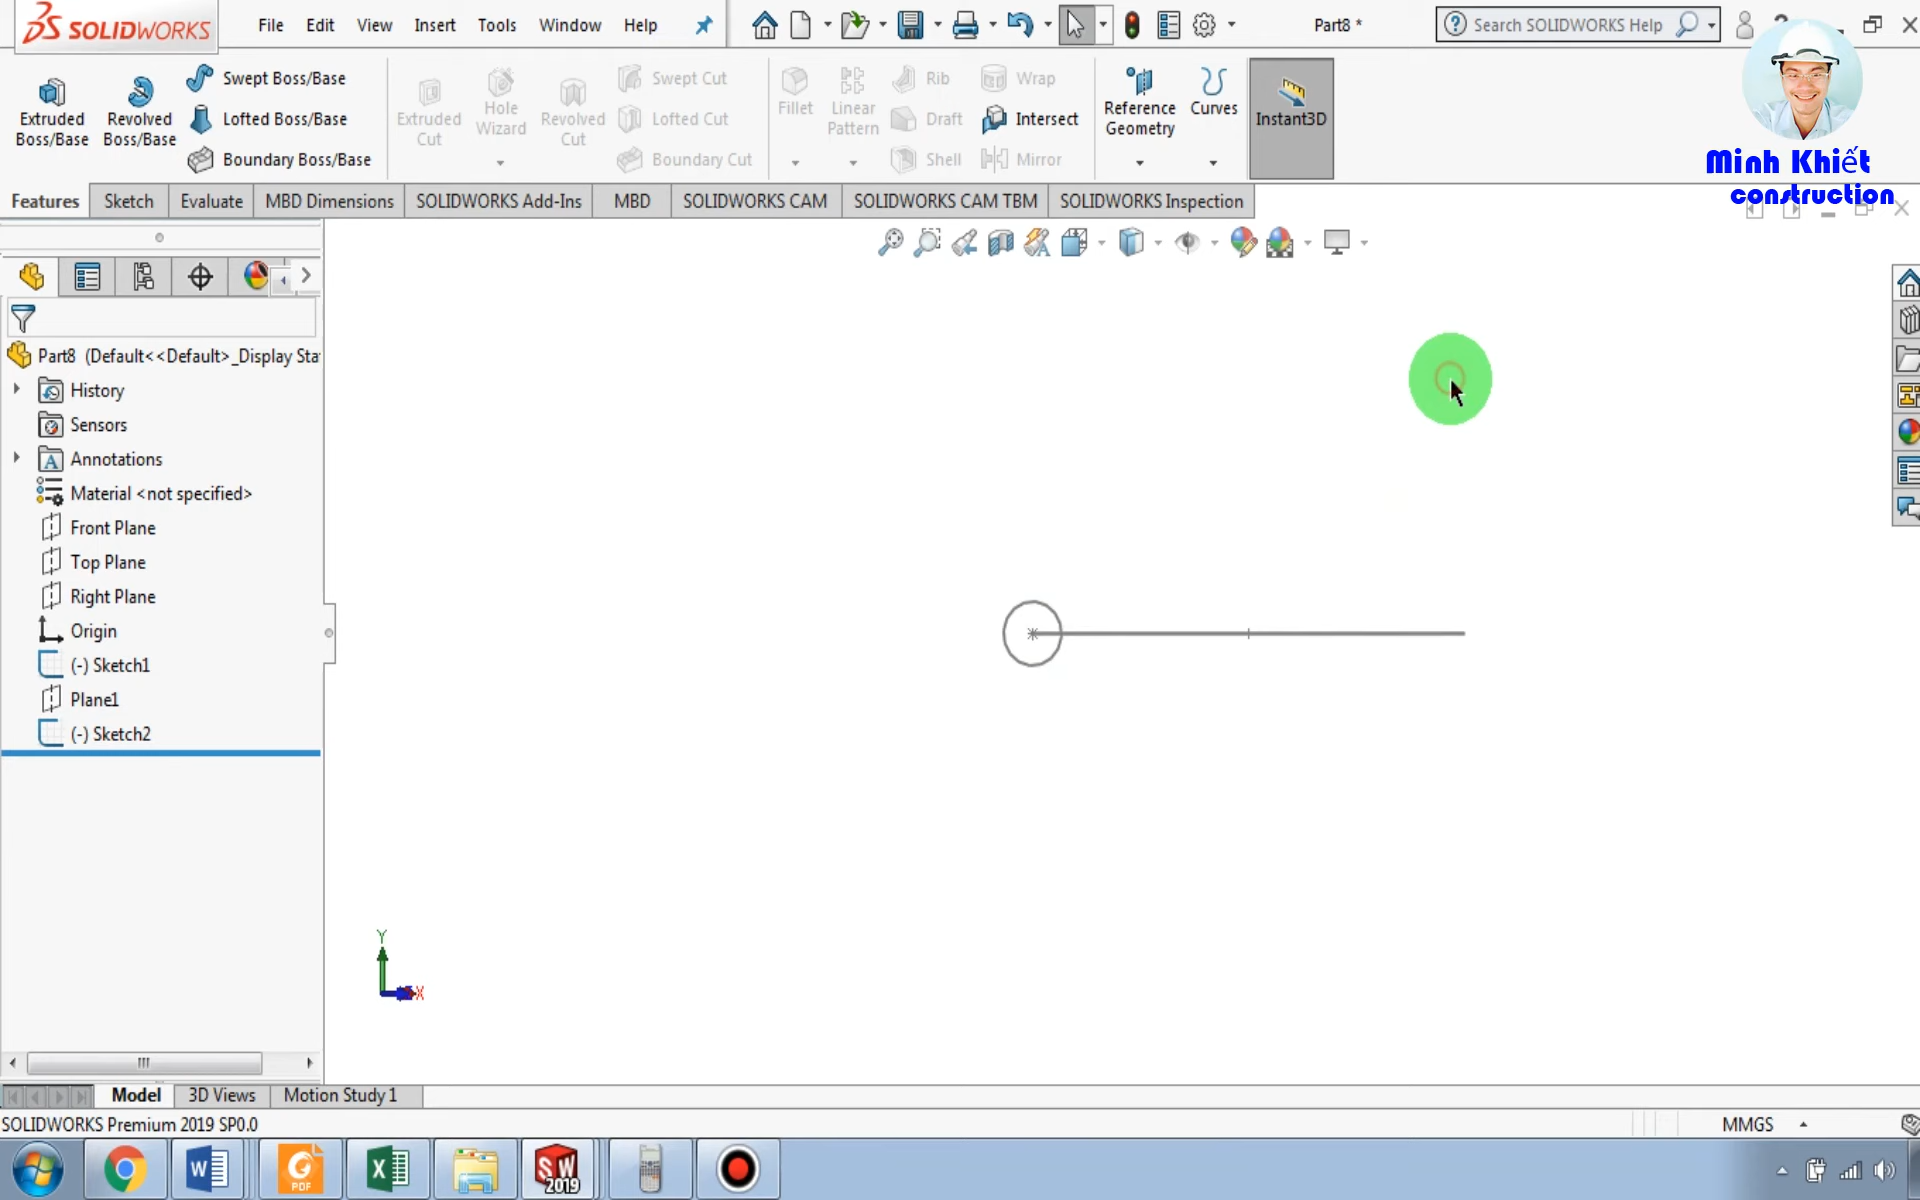 SOLIDWORKS
File Edit View Insert Tools Window Help
Part8 *
Search SOLIDWORKS Help
Extruded Boss/Base
Revolved Boss/Base
Swept Boss/Base
Lofted Boss/Base
Boundary Boss/Base
Extruded Cut
Hole Wizard
Revolved Cut
Swept Cut
Lofted Cut
Boundary Cut
Fillet
Linear Pattern
Rib
Draft
Shell
Wrap
Intersect
Mirror
Reference Geometry
Curves
Instant3D
Minh Khiết
construction
Features Sketch Evaluate MBD Dimensions SOLIDWORKS Add-Ins MBD SOLIDWORKS CAM SOLIDWORKS CAM TBM SOLIDWORKS Inspection
Part8 (Default<<Default>_Display Sta
History
Sensors
Annotations
Material <not specified>
Front Plane
Top Plane
Right Plane
Origin
(-) Sketch1
Plane1
(-) Sketch2
Y
X
Model 3D Views Motion Study 1
SOLIDWORKS Premium 2019 SP0.0
MMGS
PDF
SW
2019